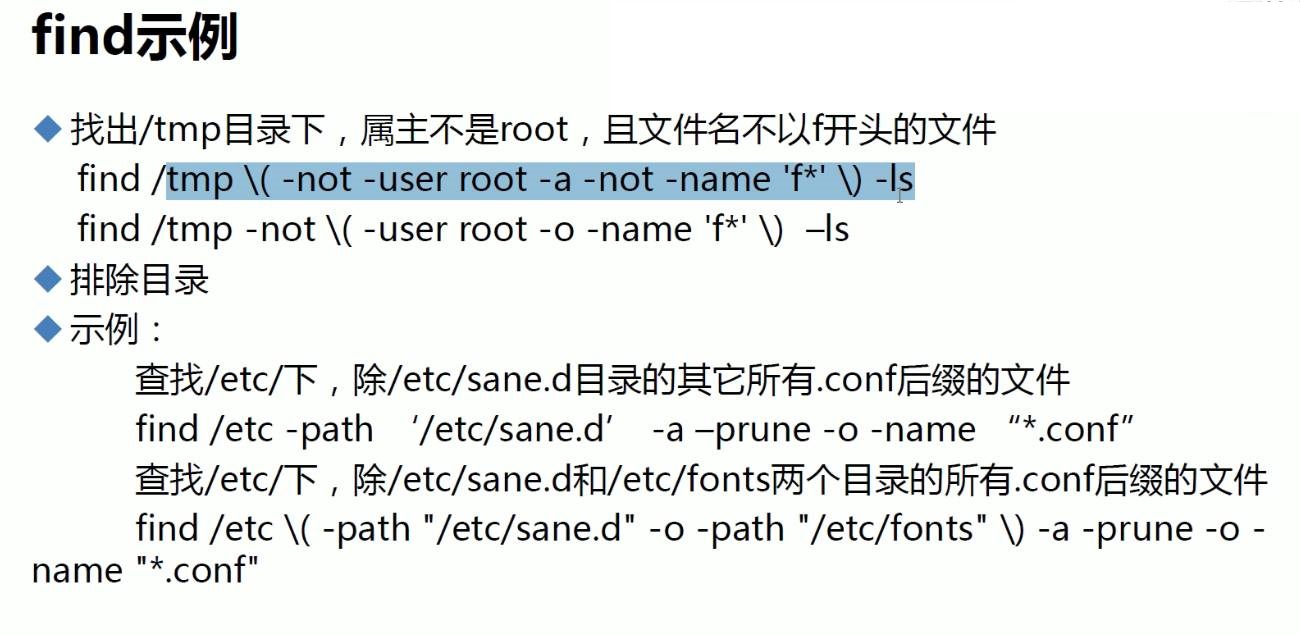 find示例
找出/tmp目录下，属主不是root，且文件名不以f开头的文件
find /tmp \( -not -user root -a -not -name 'f*' \) -ls
find /tmp -not \( -user root -o -name 'f*' \) –ls
排除目录
示例：
查找/etc/下，除/etc/sane.d目录的其它所有.conf后缀的文件
find /etc -path ‘/etc/sane.d’ -a –prune -o -name “*.conf”
查找/etc/下，除/etc/sane.d和/etc/fonts两个目录的所有.conf后缀的文件
find /etc \( -path "/etc/sane.d" -o -path "/etc/fonts" \) -a -prune -o -
name "*.conf"